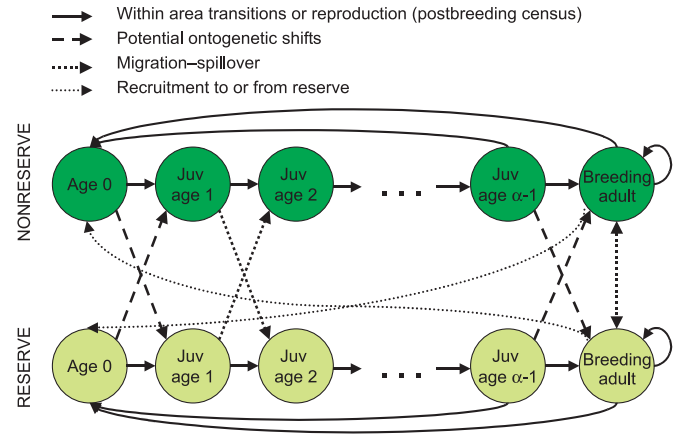 Within area transitions or reproduction (postbreeding census)
Potential ontogenetic shifts
Migration–spillover
Recruitment to or from reserve
NONRESERVE
Age 0
Juv
age 1
Juv
age 2
. . .
Juv
age α-1
Breeding
adult
RESERVE
Age 0
Juv
age 1
Juv
age 2
. . .
Juv
age α-1
Breeding
adult